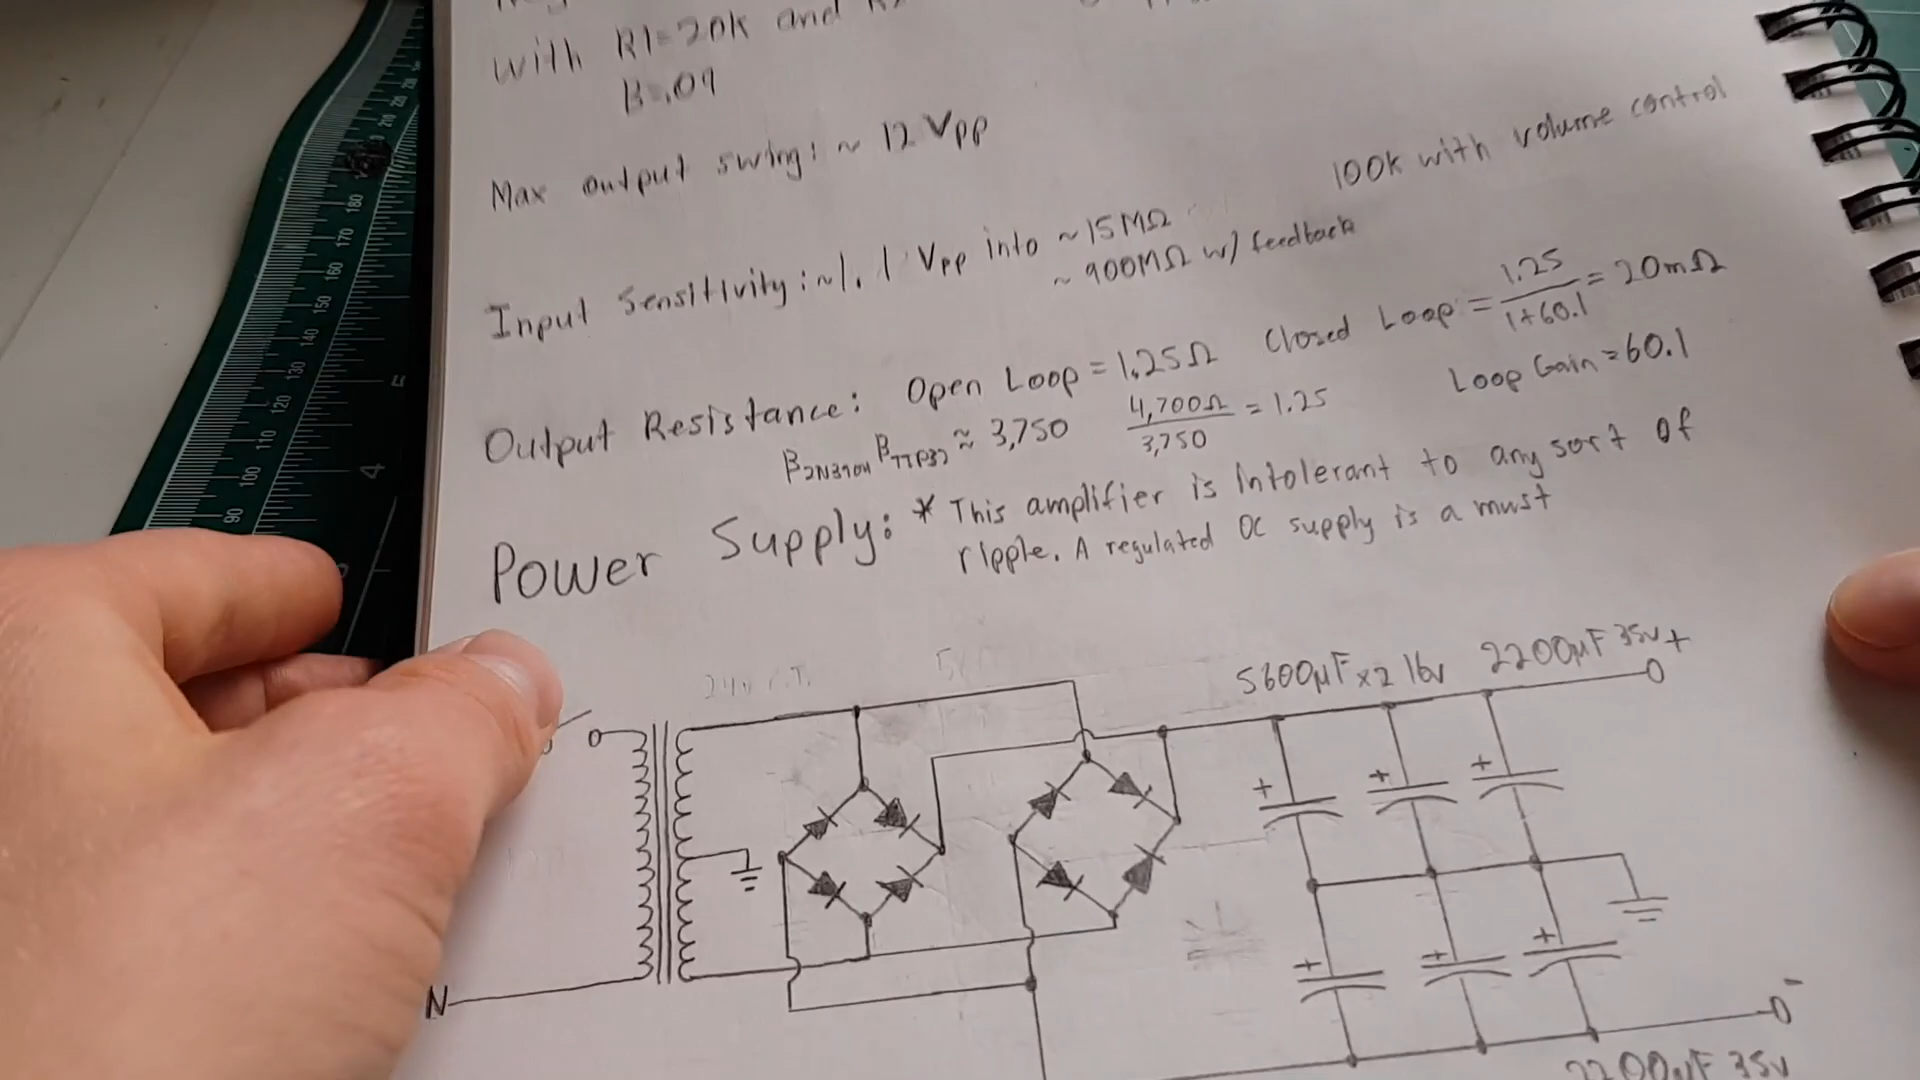 with R1=20k and
B=.09
Max output swing: ~ 12 Vpp
100k with volume control
Input Sensitivity: ~1.1 Vpp into ~15MΩ
~900MΩ w/ feedback
Output Resistance: Open Loop = 1.25Ω Closed Loop = 1.25/1+60.1 = 20mΩ
β2N3904 βTIP32 ≈ 3,750 4,700Ω/3,750 = 1.25 Loop Gain = 60.1
Power Supply: * This amplifier is intolerant to any sort of
ripple. A regulated DC supply is a must
24v C.T.
5600μF x2 16v 2200μF 35v +
N
-
2200μF 35v